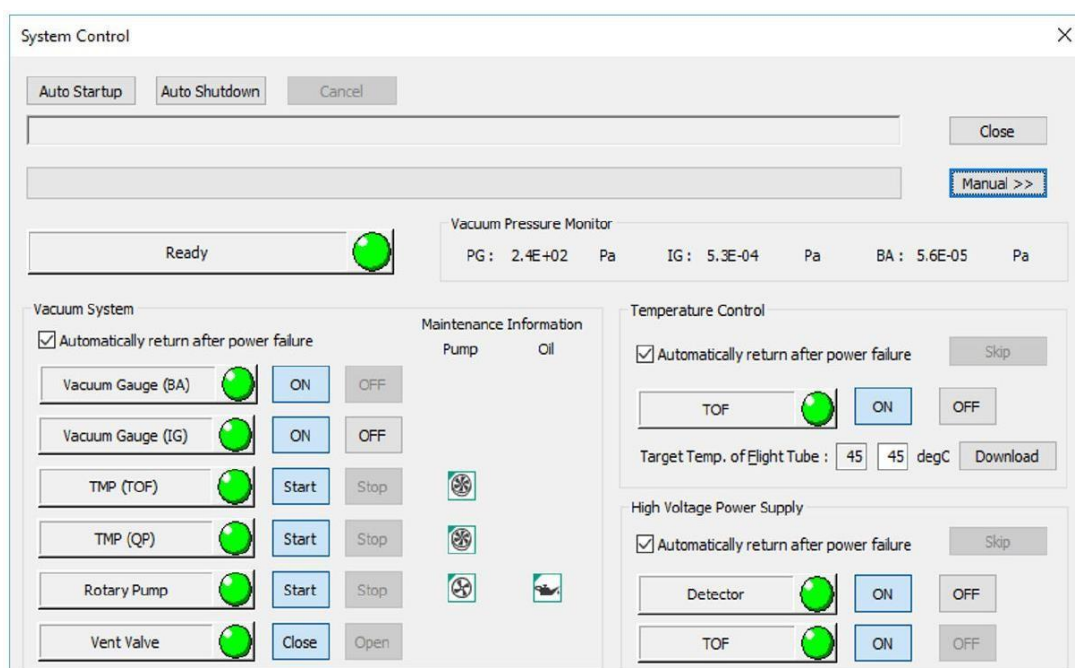 System Control
Auto Startup Auto Shutdown Cancel
Close
Manual >>
Ready
Vacuum Pressure Monitor
PG : 2.4E+02 Pa IG : 5.3E-04 Pa BA : 5.6E-05 Pa
Vacuum System
Automatically return after power failure
Maintenance Information
Pump Oil
Vacuum Gauge (BA) ON OFF
Vacuum Gauge (IG) ON OFF
TMP (TOF) Start Stop
TMP (QP) Start Stop
Rotary Pump Start Stop
Vent Valve Close Open
Temperature Control
Automatically return after power failure Skip
TOF ON OFF
Target Temp. of Flight Tube : 45 45 degC Download
High Voltage Power Supply
Automatically return after power failure Skip
Detector ON OFF
TOF ON OFF